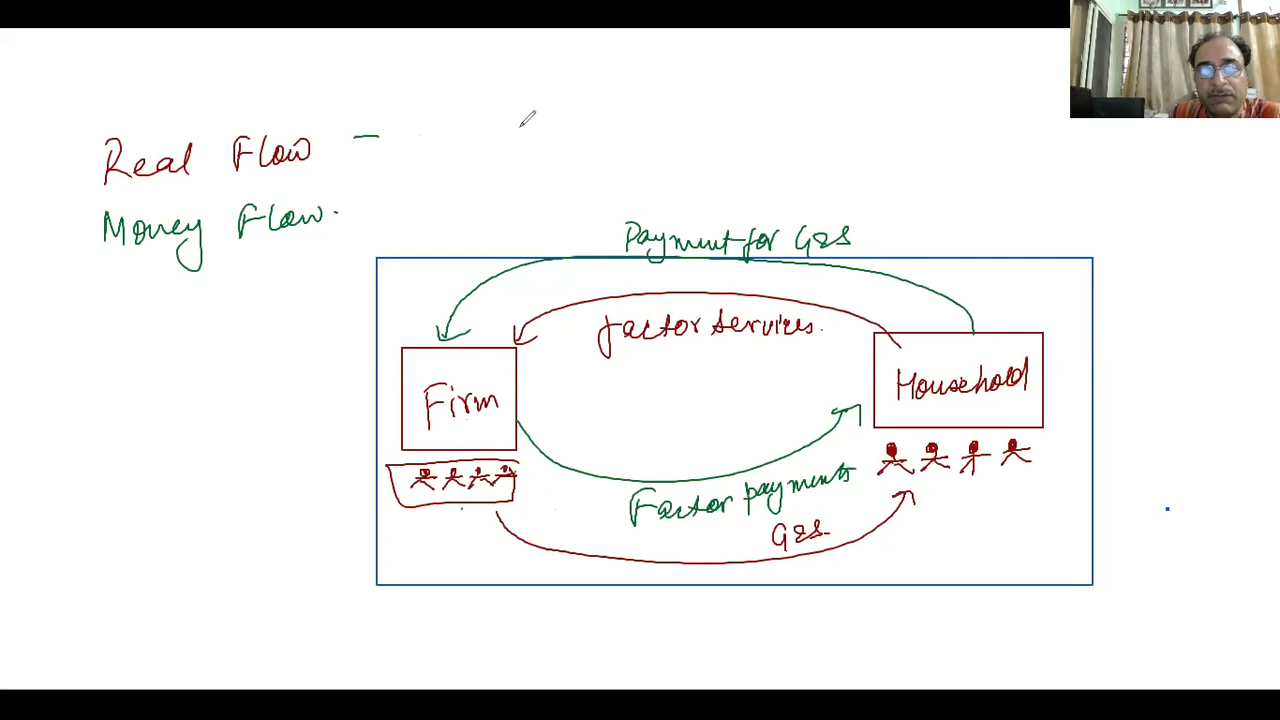 Real Flow -
Money Flow.
Payment for G&S
factor services.
Firm
Household
Factor payments
G&S.